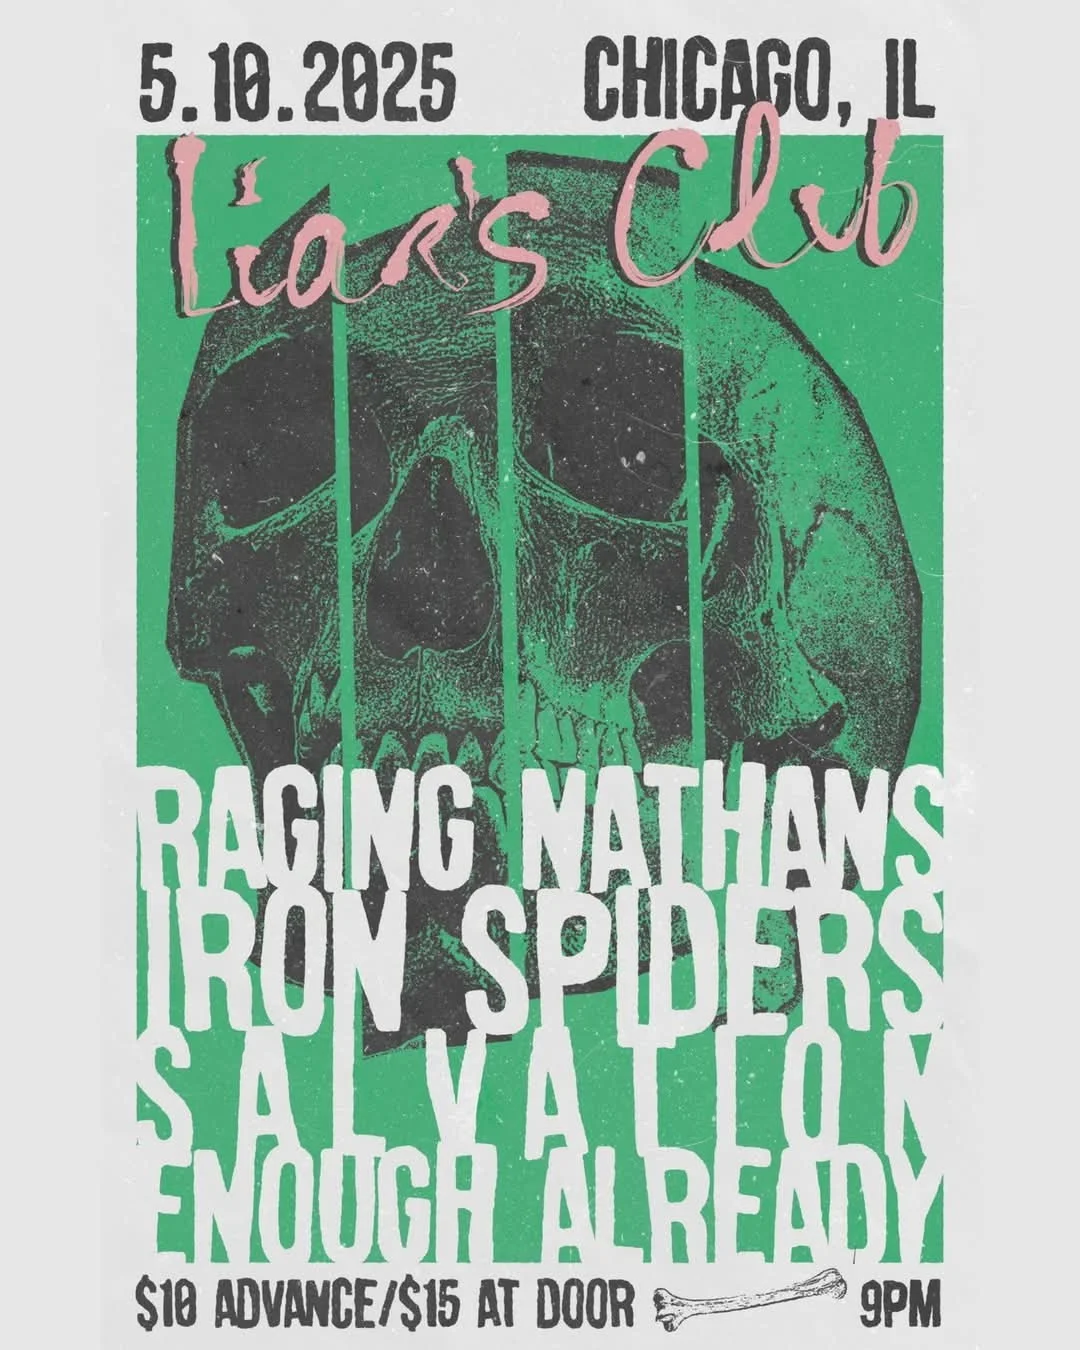 5.10.2025 CHICAGO, IL
Liar's Club
RAGING NATHANS
IRON SPIDERS
SALVATION
ENOUGH ALREADY
$10 ADVANCE/$15 AT DOOR 9PM